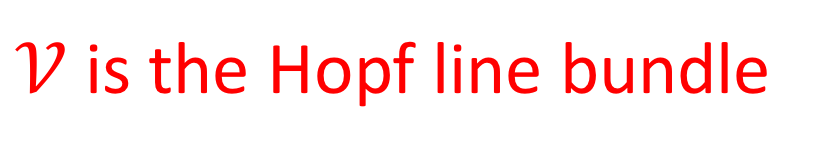 𝒱 is the Hopf line bundle